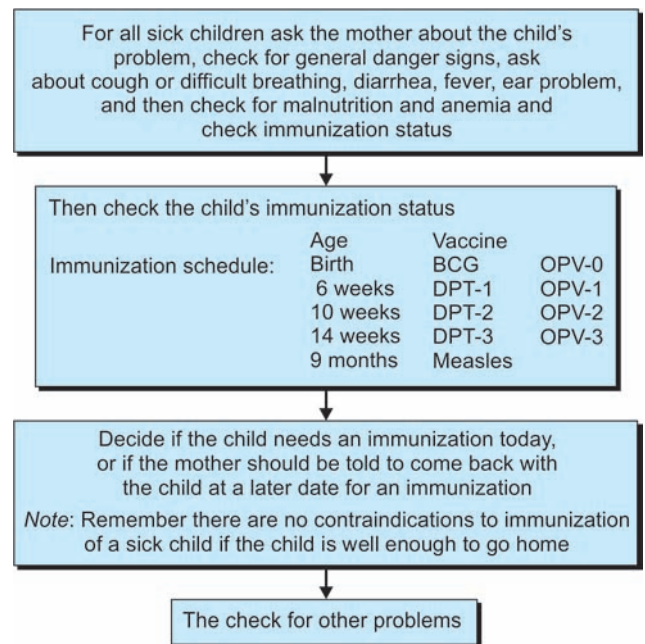 For all sick children ask the mother about the child's
problem, check for general danger signs, ask
about cough or difficult breathing, diarrhea, fever, ear problem,
and then check for malnutrition and anemia and
check immunization status
Then check the child's immunization status
Age Vaccine
Immunization schedule: Birth BCG OPV-0
6 weeks DPT-1 OPV-1
10 weeks DPT-2 OPV-2
14 weeks DPT-3 OPV-3
9 months Measles
Decide if the child needs an immunization today,
or if the mother should be told to come back with
the child at a later date for an immunization
Note: Remember there are no contraindications to immunization
of a sick child if the child is well enough to go home
The check for other problems